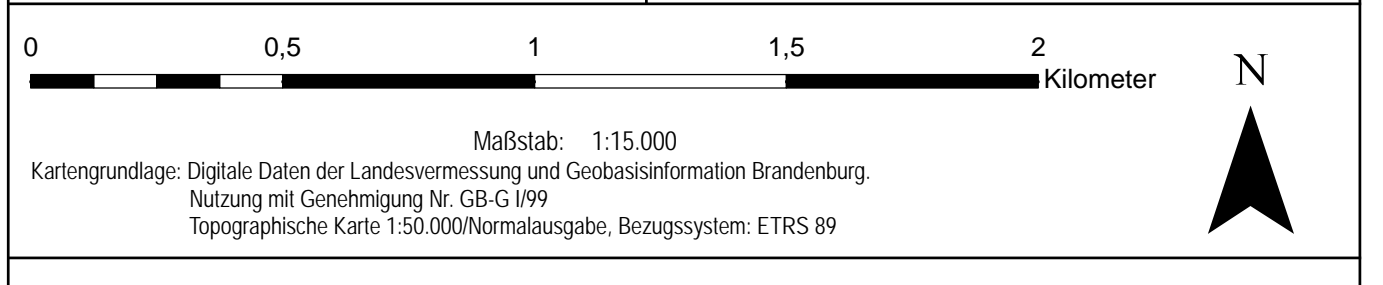 0 0,5 1 1,5 2
Kilometer
N
Maßstab: 1:15.000
Kartengrundlage: Digitale Daten der Landesvermessung und Geobasisinformation Brandenburg.
Nutzung mit Genehmigung Nr. GB-G I/99
Topographische Karte 1:50.000/Normalausgabe, Bezugssystem: ETRS 89